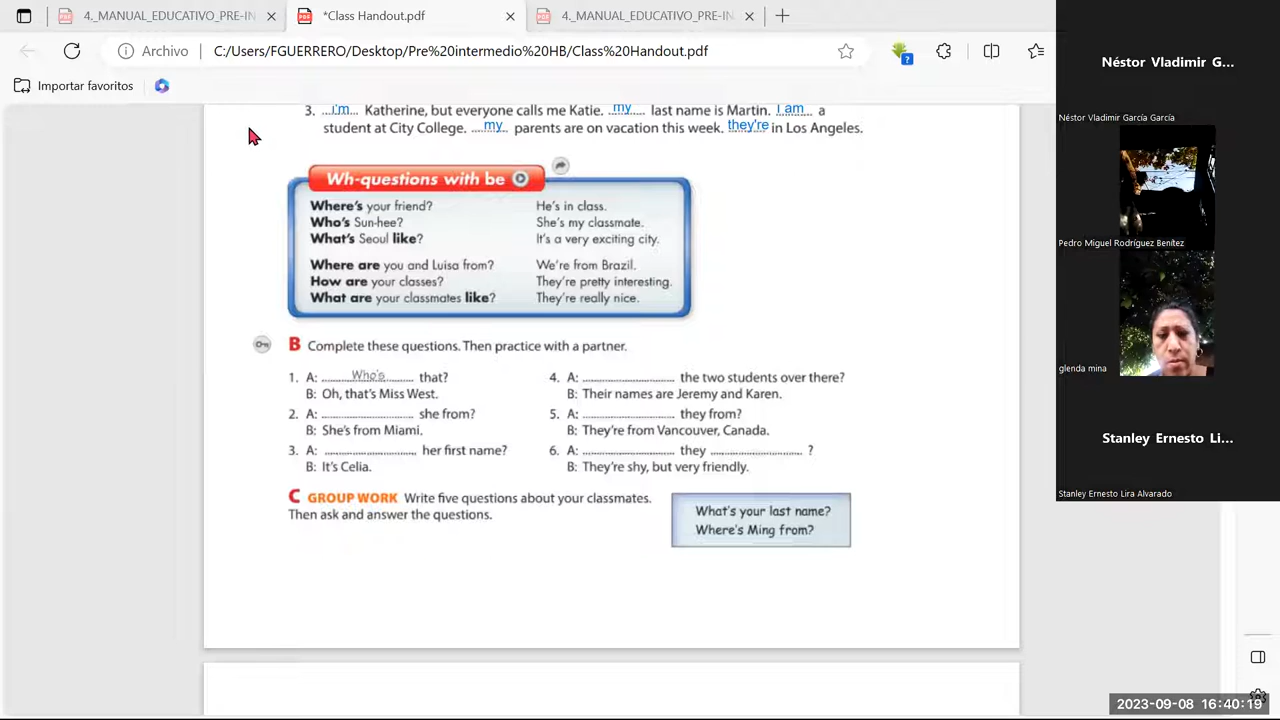 4._MANUAL_EDUCATIVO_PRE-IN
*Class Handout.pdf
4._MANUAL_EDUCATIVO_PRE-IN
Archivo
C:/Users/FGUERRERO/Desktop/Pre%20intermedio%20HB/Class%20Handout.pdf
Importar favoritos
3. i'm Katherine, but everyone calls me Katie. my last name is Martin. I am a
student at City College. my parents are on vacation this week. they're in Los Angeles.
Wh-questions with be
Where's your friend? He's in class.
Who's Sun-hee? She's my classmate.
What's Seoul like? It's a very exciting city.
Where are you and Luisa from? We're from Brazil.
How are your classes? They're pretty interesting.
What are your classmates like? They're really nice.
B Complete these questions. Then practice with a partner.
1. A: Who's that?
B: Oh, that's Miss West.
2. A: .......................... she from?
B: She's from Miami.
3. A: .......................... her first name?
B: It's Celia.
4. A: .......................... the two students over there?
B: Their names are Jeremy and Karen.
5. A: .......................... they from?
B: They're from Vancouver, Canada.
6. A: .......................... they .......................... ?
B: They're shy, but very friendly.
C GROUP WORK Write five questions about your classmates.
Then ask and answer the questions.
What's your last name?
Where's Ming from?
Néstor Vladimir G...
Néstor Vladimir García García
Pedro Miguel Rodríguez Benítez
glenda mina
Stanley Ernesto Li...
Stanley Ernesto Lira Alvarado
2023-09-08 16:40:19